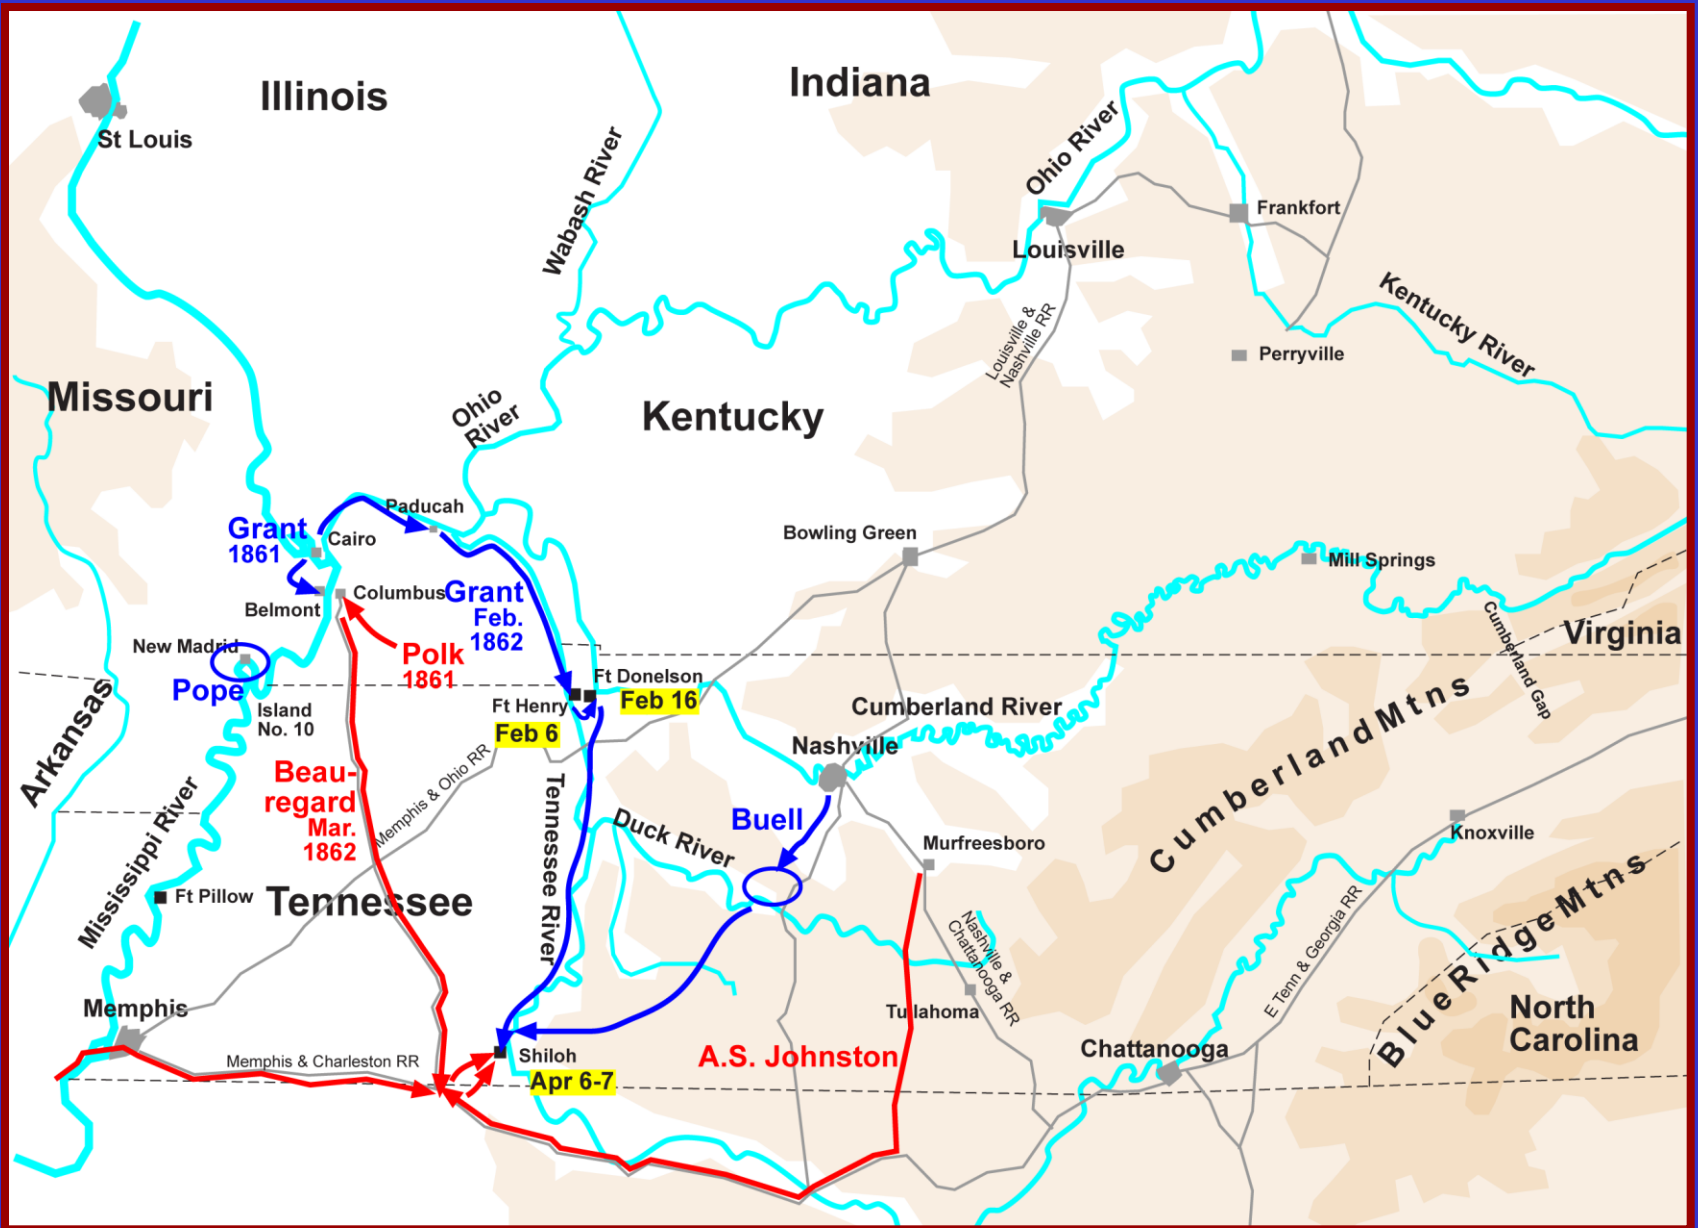 Illinois
Indiana
St Louis
Wabash River
Ohio River
Frankfort
Louisville
Kentucky River
Louisville &
Nashville RR
Perryville
Missouri
Ohio
River
Kentucky
Paducah
Grant
1861
Cairo
Bowling Green
Mill Springs
Columbus
Grant
Feb.
1862
Belmont
Cumberland Gap
Virginia
New Madrid
Polk
1861
Pope
Ft Donelson
Feb 16
Ft Henry
Feb 6
Island
No. 10
Arkansas
Cumberland River
Cumberland Mtns
Nashville
Beau-
regard
Mar.
1862
Memphis & Ohio RR
Tennessee River
Buell
Duck River
Murfreesboro
Knoxville
Mississippi River
Ft Pillow
Tennessee
Nashville &
Chattanooga RR
E Tenn & Georgia RR
Blue Ridge Mtns
Memphis
Tullahoma
North
Carolina
Memphis & Charleston RR
Shiloh
Apr 6-7
A.S. Johnston
Chattanooga